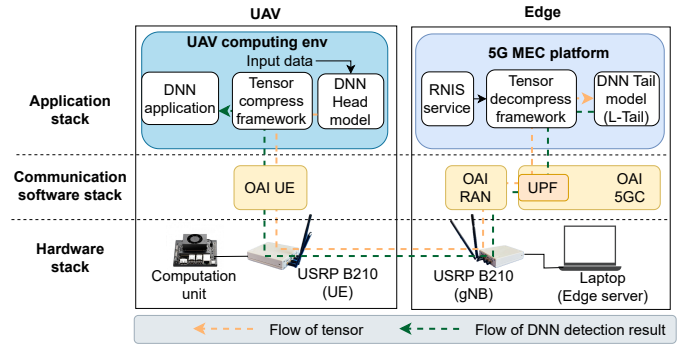 UAV
Edge
UAV computing env
Input data
DNN
application
Tensor
compress
framework
DNN
Head
model
5G MEC platform
RNIS
service
Tensor
decompress
framework
DNN Tail
model
(L-Tail)
Application
stack
Communication
software stack
OAI UE
OAI
RAN
UPF
OAI
5GC
Hardware
stack
Computation
unit
USRP B210
(UE)
USRP B210
(gNB)
Laptop
(Edge server)
Flow of tensor
Flow of DNN detection result